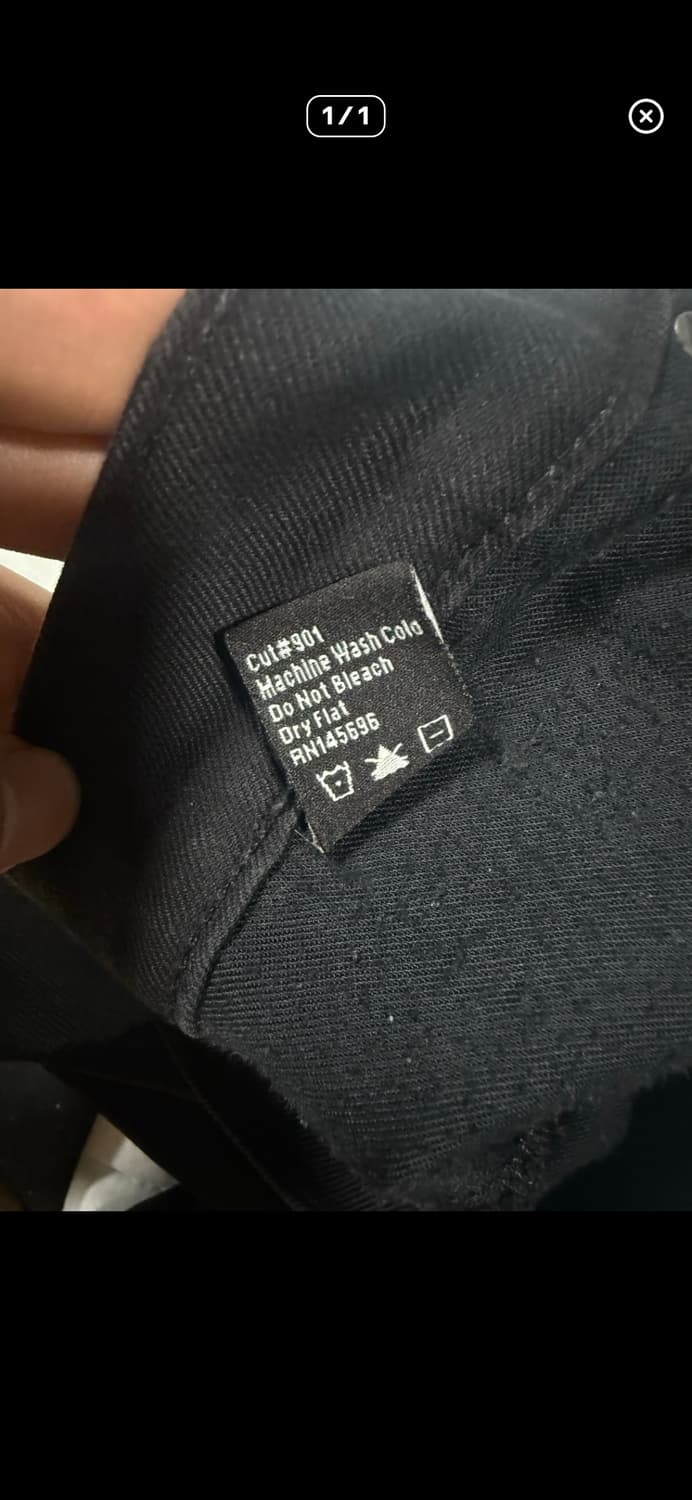 1/1
Cut#901
Machine Wash Cold
Do Not Bleach
Dry Flat
RN145696